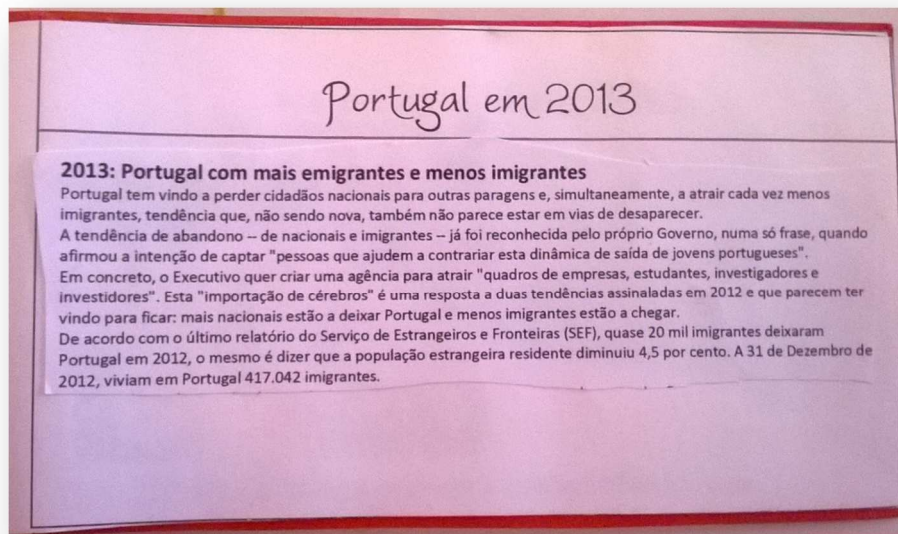 Portugal em 2013
2013: Portugal com mais emigrantes e menos imigrantes
Portugal tem vindo a perder cidadãos nacionais para outras paragens e, simultaneamente, a atrair cada vez menos
imigrantes, tendência que, não sendo nova, também não parece estar em vias de desaparecer.
A tendência de abandono – de nacionais e imigrantes – já foi reconhecida pelo próprio Governo, numa só frase, quando
afirmou a intenção de captar "pessoas que ajudem a contrariar esta dinâmica de saída de jovens portugueses".
Em concreto, o Executivo quer criar uma agência para atrair "quadros de empresas, estudantes, investigadores e
investidores". Esta "importação de cérebros" é uma resposta a duas tendências assinaladas em 2012 e que parecem ter
vindo para ficar: mais nacionais estão a deixar Portugal e menos imigrantes estão a chegar.
De acordo com o último relatório do Serviço de Estrangeiros e Fronteiras (SEF), quase 20 mil imigrantes deixaram
Portugal em 2012, o mesmo é dizer que a população estrangeira residente diminuiu 4,5 por cento. A 31 de Dezembro de
2012, viviam em Portugal 417.042 imigrantes.